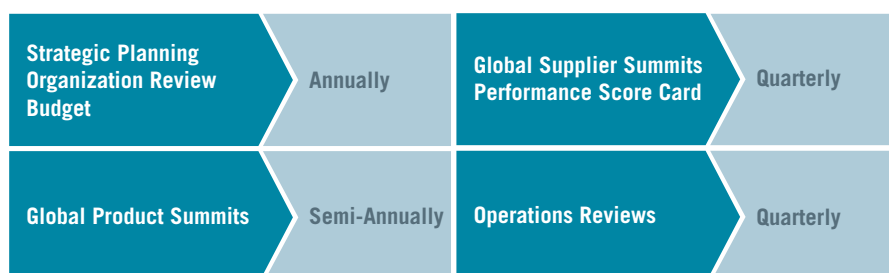 Strategic Planning
Organization Review
Budget
Annually
Global Supplier Summits
Performance Score Card
Quarterly
Global Product Summits
Semi-Annually
Operations Reviews
Quarterly